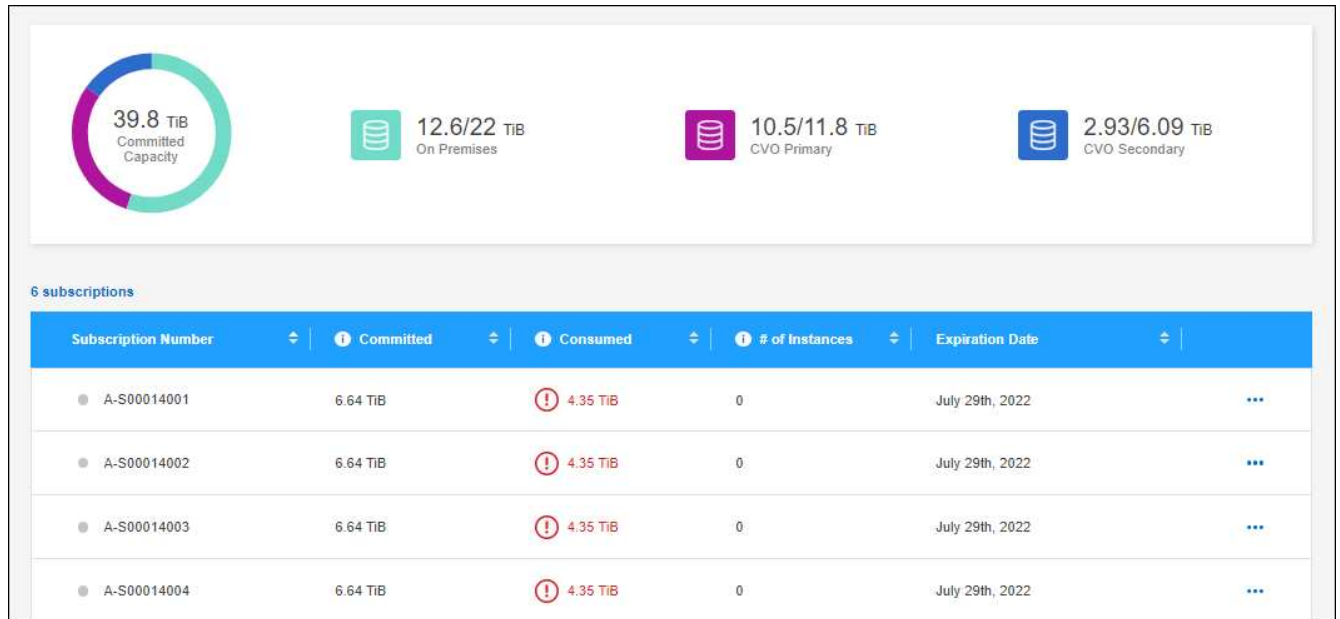 39.8 TiB
Committed
Capacity
12.6/22 TiB
On Premises
10.5/11.8 TiB
CVO Primary
2.93/6.09 TiB
CVO Secondary
6 subscriptions
Subscription Number Committed Consumed # of Instances Expiration Date
A-S00014001 6.64 TiB 4.35 TiB 0 July 29th, 2022
A-S00014002 6.64 TiB 4.35 TiB 0 July 29th, 2022
A-S00014003 6.64 TiB 4.35 TiB 0 July 29th, 2022
A-S00014004 6.64 TiB 4.35 TiB 0 July 29th, 2022